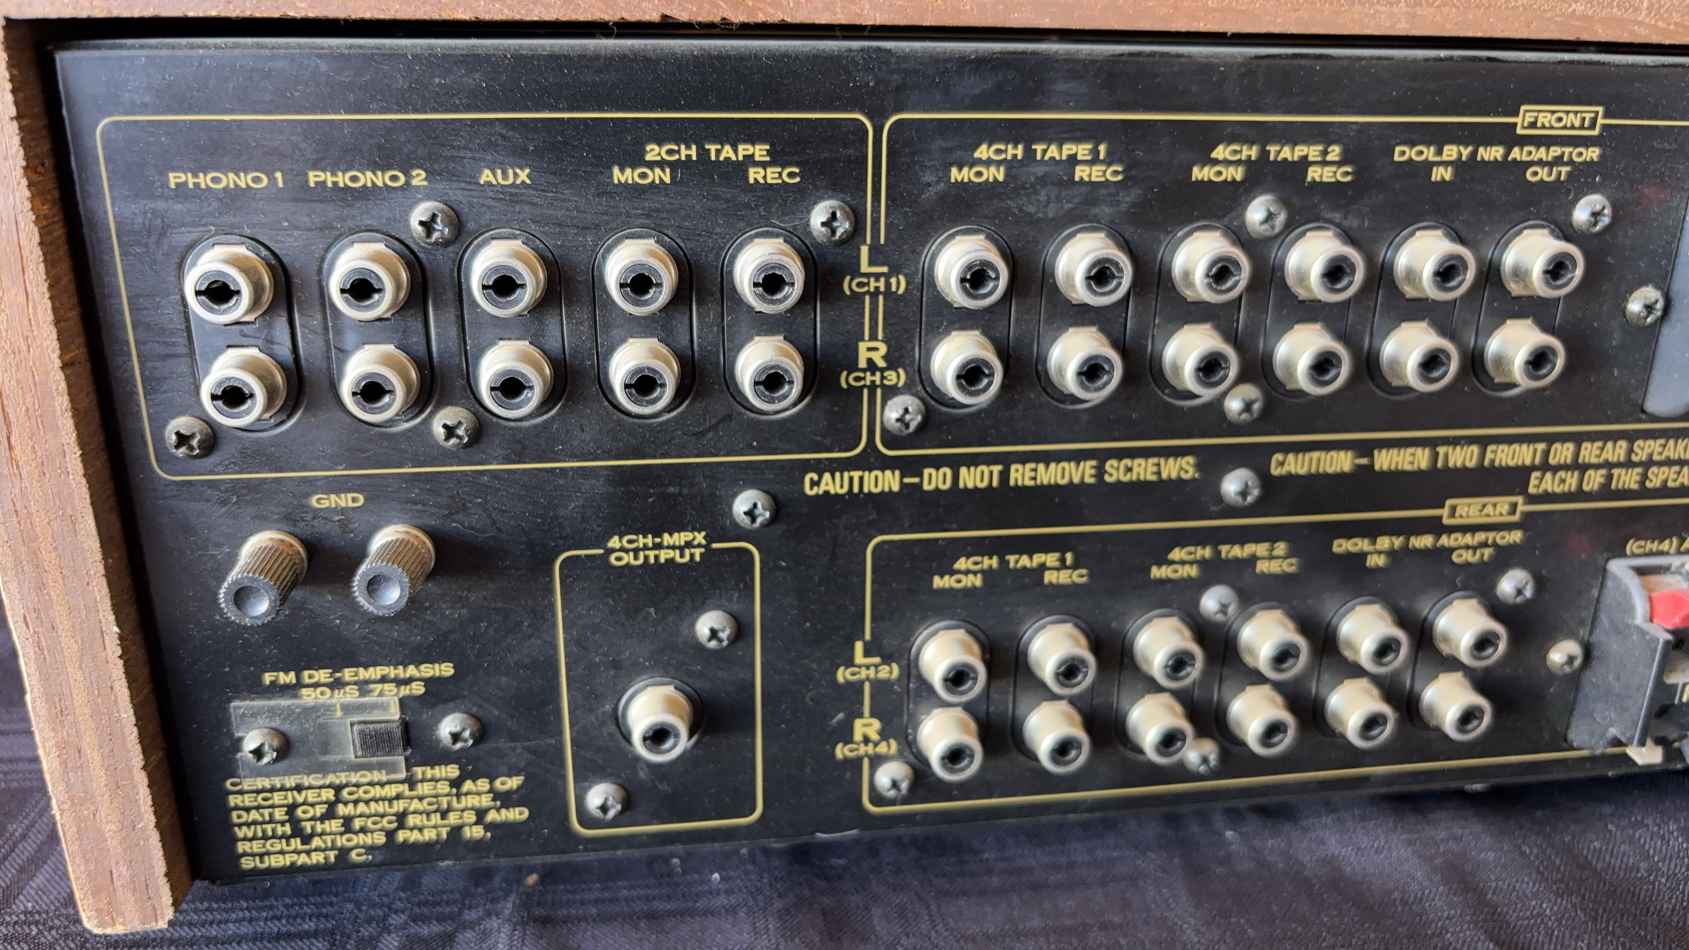 FRONT
2CH TAPE
PHONO 1 PHONO 2 AUX MON REC
4CH TAPE 1 4CH TAPE 2 DOLBY NR ADAPTOR
MON REC MON REC IN OUT
L
(CH1)
R
(CH3)
CAUTION—DO NOT REMOVE SCREWS.
CAUTION—WHEN TWO FRONT OR REAR
EACH OF THE
GND
4CH-MPX
OUTPUT
REAR
4CH TAPE 1 4CH TAPE 2 DOLBY NR ADAPTOR
MON REC MON REC IN OUT
L
(CH2)
R
(CH4)
(CH4)
FM DE-EMPHASIS
50µS 75µS
CERTIFICATION—THIS
RECEIVER COMPLIES, AS OF
DATE OF MANUFACTURE,
WITH THE FCC RULES AND
REGULATIONS PART 15,
SUBPART C.